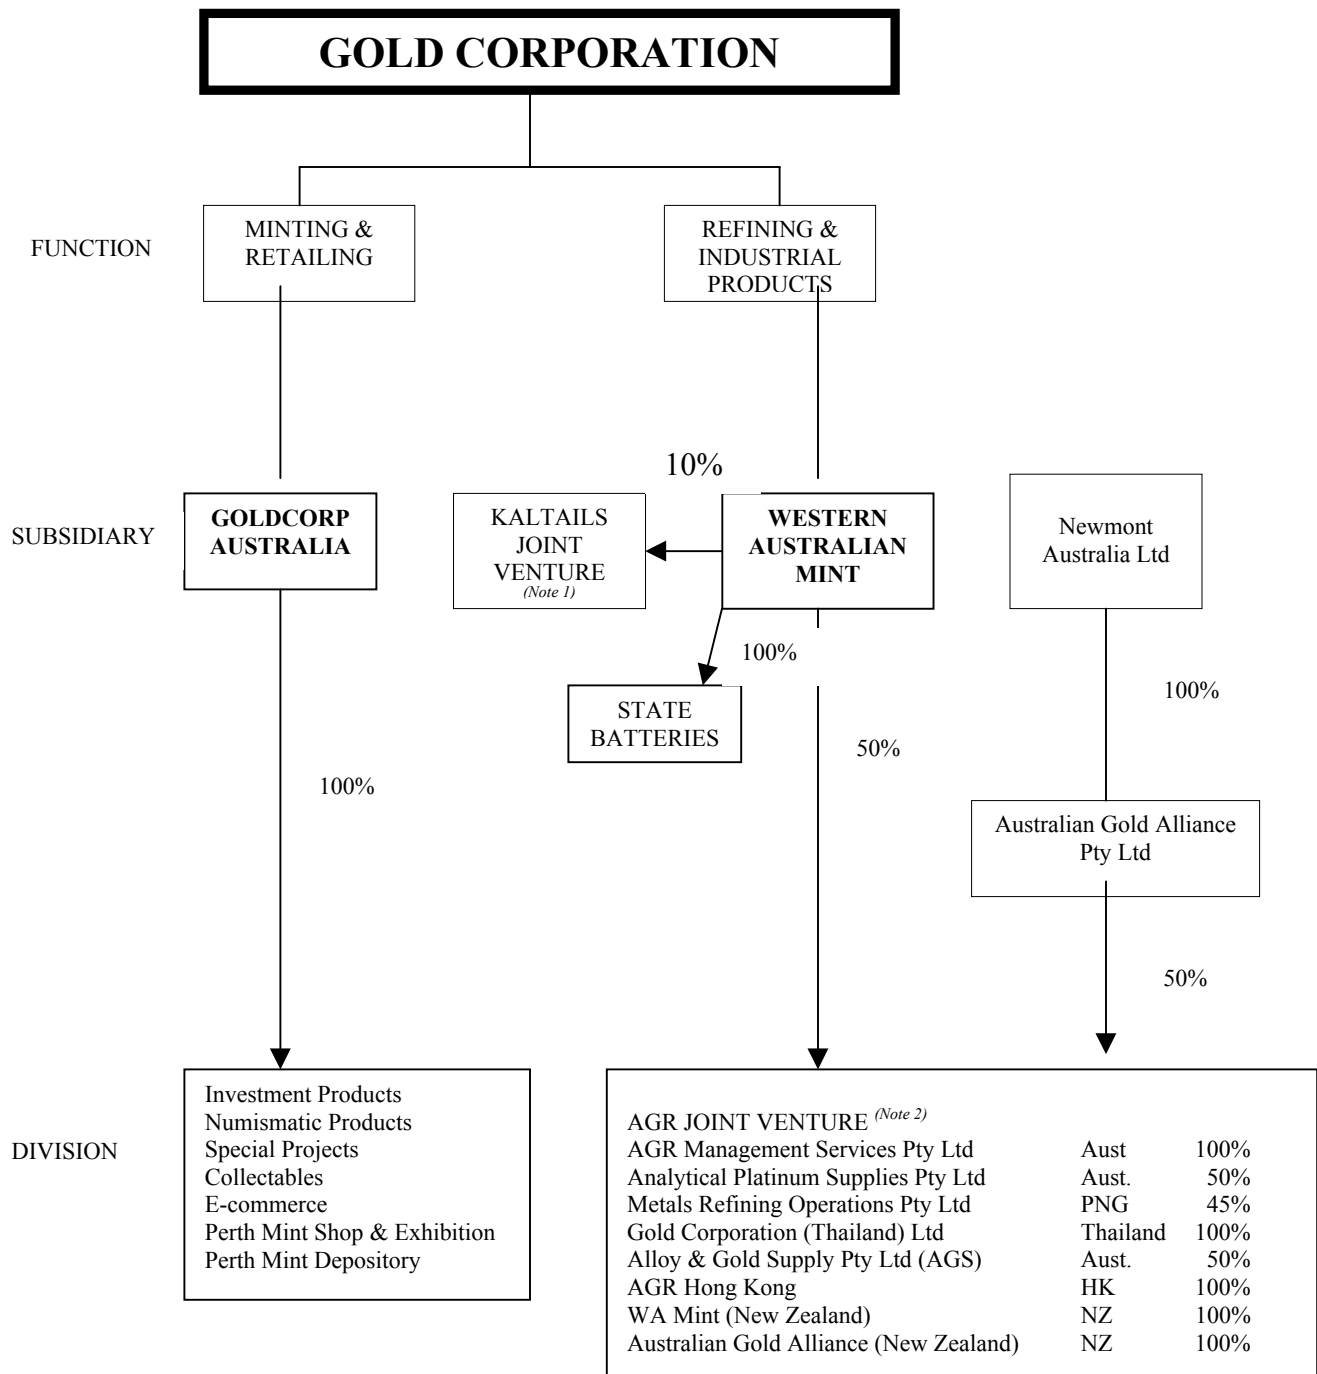 GOLD CORPORATION
FUNCTION
MINTING &
RETAILING
REFINING &
INDUSTRIAL
PRODUCTS
10%
SUBSIDIARY
GOLDCORP
AUSTRALIA
KALTAILS
JOINT
VENTURE
(Note 1)
WESTERN
AUSTRALIAN
MINT
Newmont
Australia Ltd
100%
STATE
BATTERIES
100%
50%
100%
Australian Gold Alliance
Pty Ltd
50%
DIVISION
Investment Products
Numismatic Products
Special Projects
Collectables
E-commerce
Perth Mint Shop & Exhibition
Perth Mint Depository
AGR JOINT VENTURE (Note 2)
AGR Management Services Pty Ltd Aust 100%
Analytical Platinum Supplies Pty Ltd Aust. 50%
Metals Refining Operations Pty Ltd PNG 45%
Gold Corporation (Thailand) Ltd Thailand 100%
Alloy & Gold Supply Pty Ltd (AGS) Aust. 50%
AGR Hong Kong HK 100%
WA Mint (New Zealand) NZ 100%
Australian Gold Alliance (New Zealand) NZ 100%